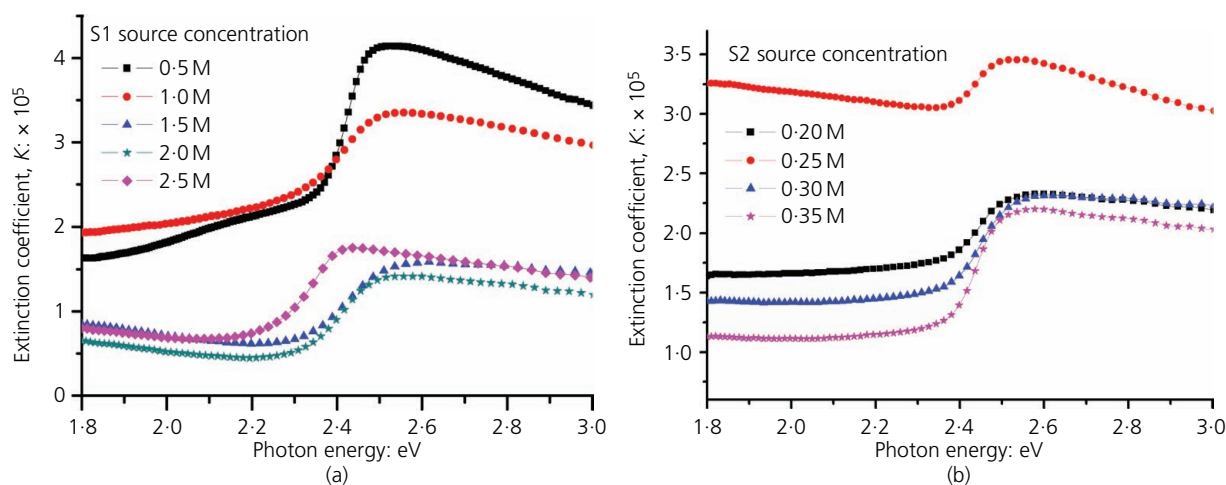 S1 source concentration
0·5 M
1·0 M
1·5 M
2·0 M
2·5 M
Extinction coefficient, K: × 10⁵
4
3
2
1
0
1·8 2·0 2·2 2·4 2·6 2·8 3·0
Photon energy: eV
(a)
S2 source concentration
0·20 M
0·25 M
0·30 M
0·35 M
Extinction coefficient, K: × 10⁵
3·5
3·0
2·5
2·0
1·5
1·0
1·8 2·0 2·2 2·4 2·6 2·8 3·0
Photon energy: eV
(b)